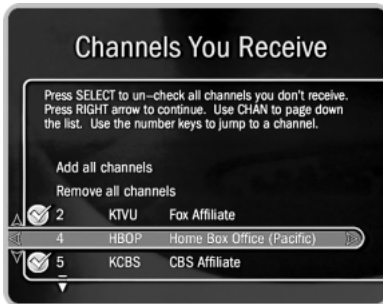 Channels You Receive
Press SELECT to un-check all channels you don't receive.
Press RIGHT arrow to continue. Use CHAN to page down
the list. Use the number keys to jump to a channel.
Add all channels
Remove all channels
2 KTVU Fox Affiliate
4 HBOP Home Box Office (Pacific)
5 KCBS CBS Affiliate